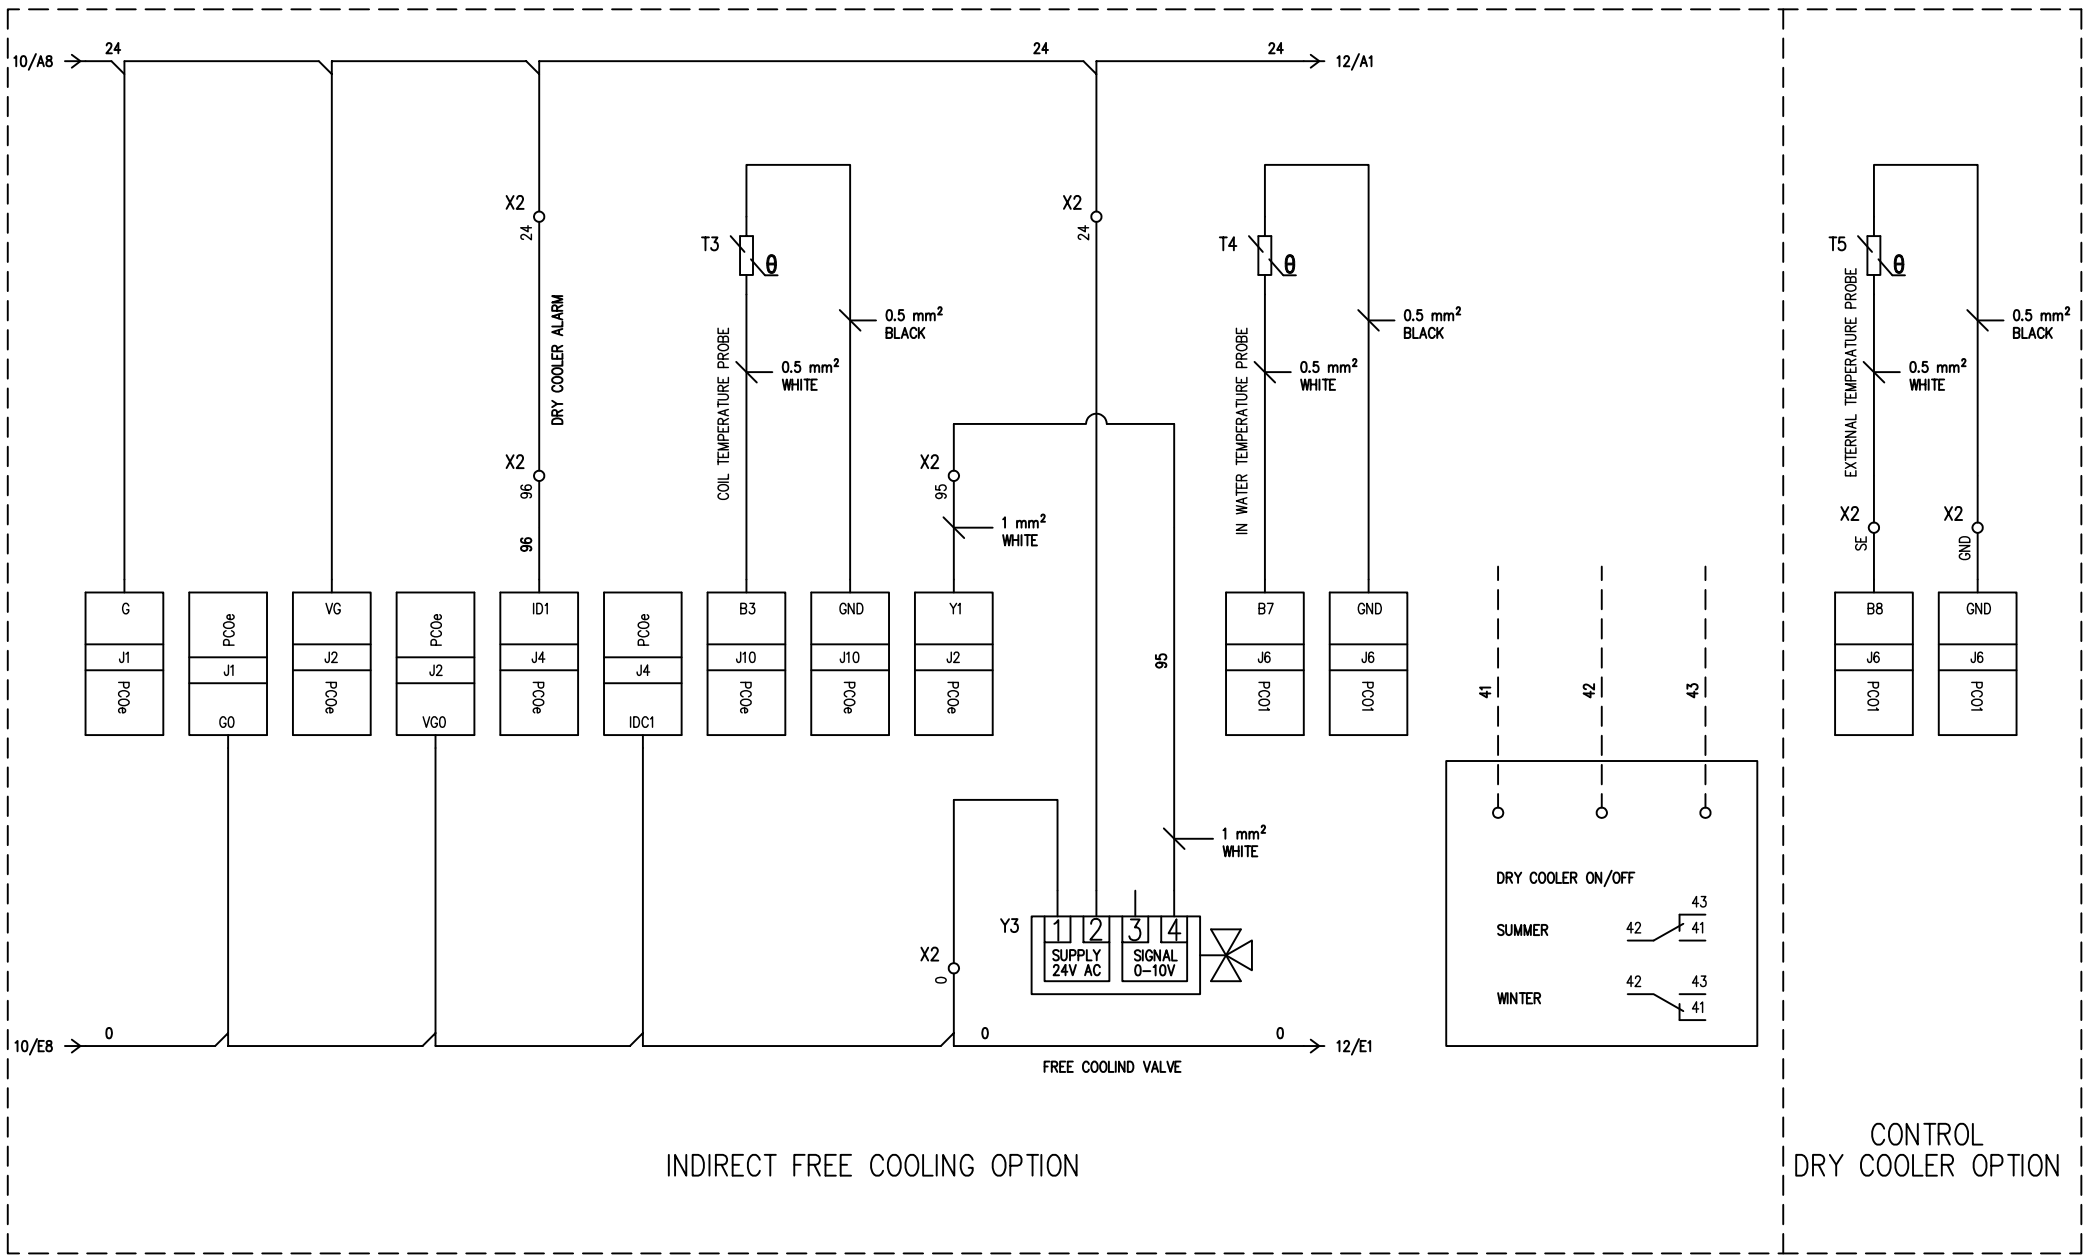 24
24
24
10/A8
12/A1
X2
24
X2
24
T3
θ
T4
θ
T5
θ
DRY COOLER ALARM
COIL TEMPERATURE PROBE
0.5 mm²
BLACK
0.5 mm²
WHITE
IN WATER TEMPERATURE PROBE
0.5 mm²
BLACK
0.5 mm²
WHITE
EXTERNAL TEMPERATURE PROBE
0.5 mm²
BLACK
0.5 mm²
WHITE
X2
96
96
X2
95
1 mm²
WHITE
X2
SE
X2
GND
G
J1
PCOe
PCOe
J1
G0
VG
J2
PCOe
PCOe
J2
VG0
ID1
J4
PCOe
PCOe
J4
IDC1
B3
J10
PCOe
GND
J10
PCOe
Y1
J2
PCOe
95
B7
J6
PCO1
GND
J6
PCO1
41
42
43
B8
J6
PCO1
GND
J6
PCO1
1 mm²
WHITE
DRY COOLER ON/OFF
SUMMER
42
43
41
WINTER
42
43
41
Y3
1
2
3
4
SUPPLY
24V AC
SIGNAL
0-10V
X2
0
0
0
0
10/E8
12/E1
FREE COOLIND VALVE
INDIRECT FREE COOLING OPTION
CONTROL
DRY COOLER OPTION